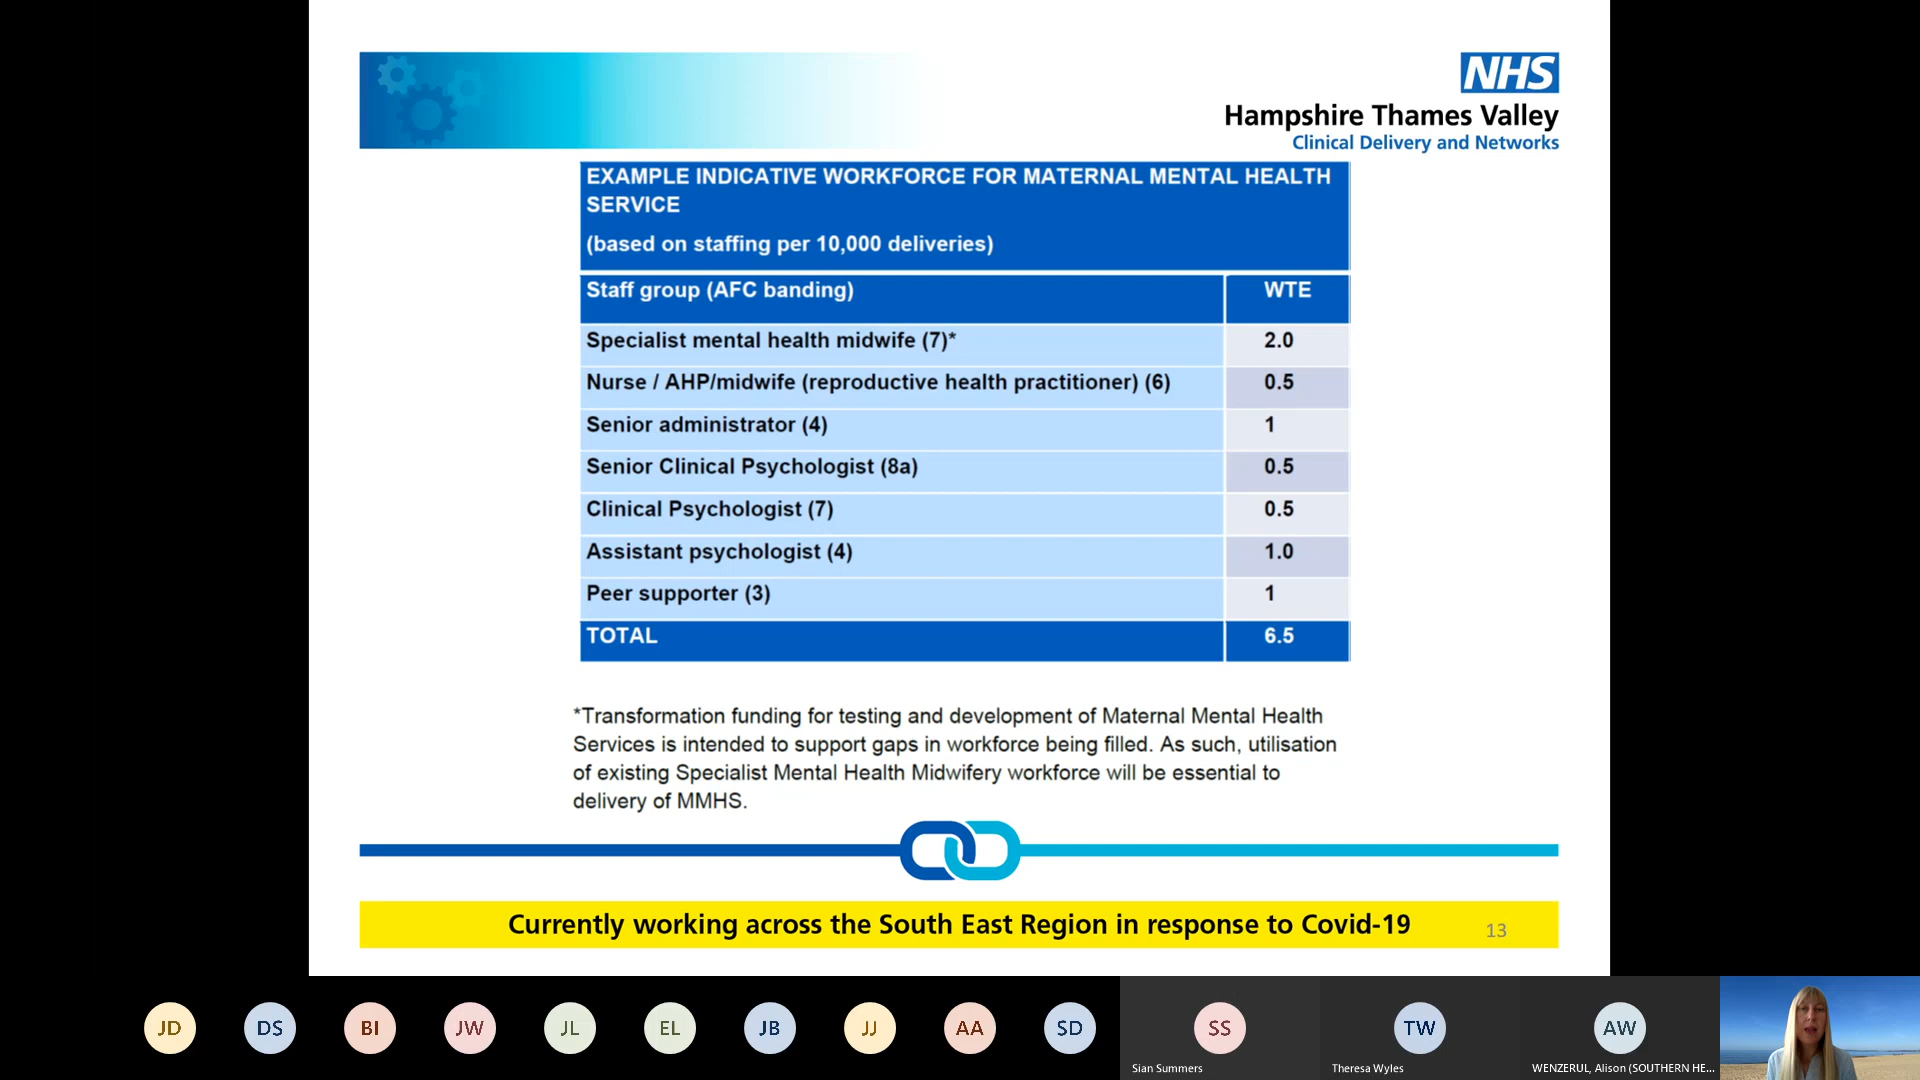 NHS
Hampshire Thames Valley
Clinical Delivery and Networks
EXAMPLE INDICATIVE WORKFORCE FOR MATERNAL MENTAL HEALTH
SERVICE
(based on staffing per 10,000 deliveries)
Staff group (AFC banding) WTE
Specialist mental health midwife (7)* 2.0
Nurse / AHP/midwife (reproductive health practitioner) (6) 0.5
Senior administrator (4) 1
Senior Clinical Psychologist (8a) 0.5
Clinical Psychologist (7) 0.5
Assistant psychologist (4) 1.0
Peer supporter (3) 1
TOTAL 6.5
*Transformation funding for testing and development of Maternal Mental Health
Services is intended to support gaps in workforce being filled. As such, utilisation
of existing Specialist Mental Health Midwifery workforce will be essential to
delivery of MMHS.
Currently working across the South East Region in response to Covid-19
13
JD DS BI JW JL EL JB JJ AA SD SS TW AW
Sian Summers Theresa Wyles WENZERUL, Alison (SOUTHERN HE...